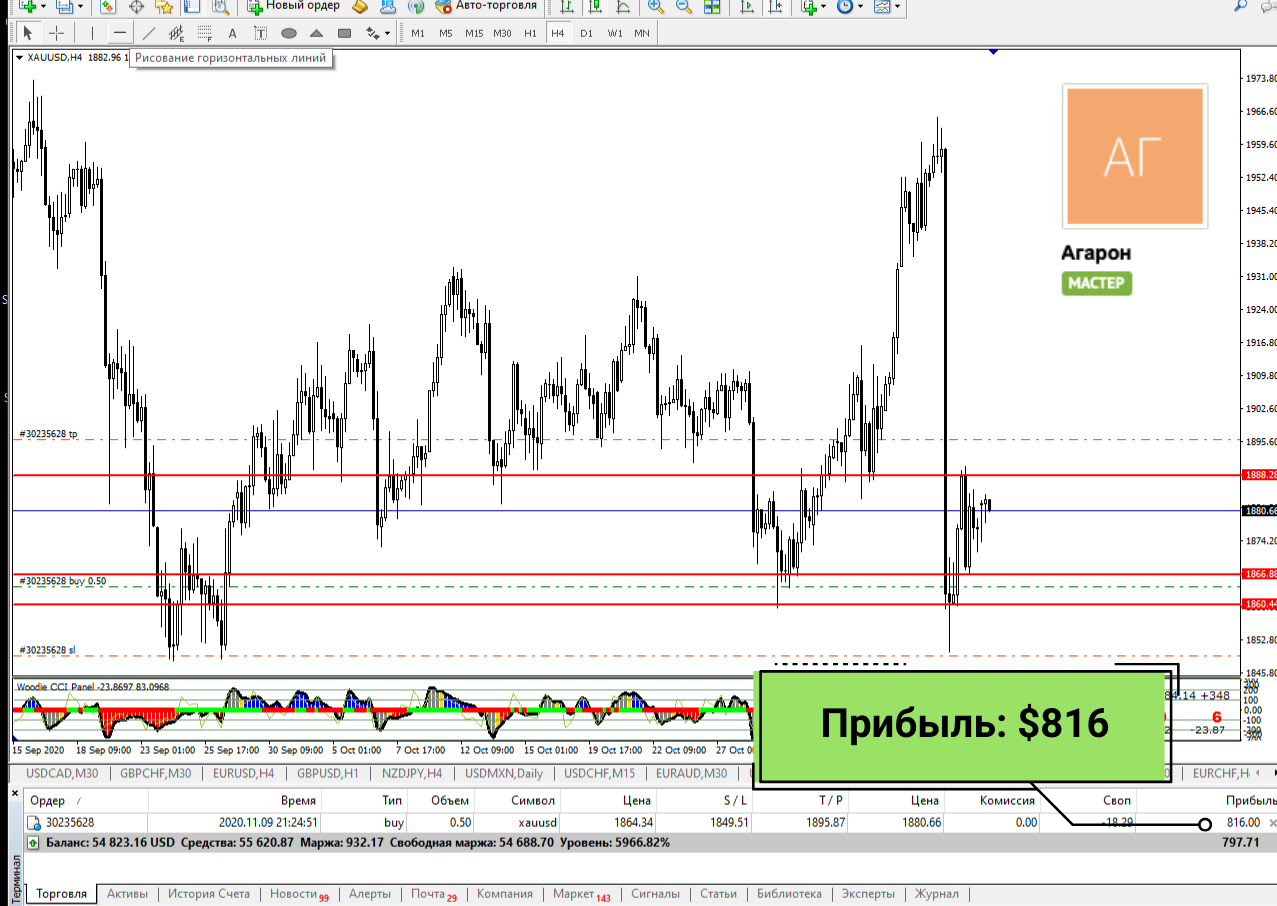 Новый ордер Авто-торговля
A T M1 M5 M15 M30 H1 H4 D1 W1 MN
XAUUSD,H4 1882.96 1
Рисование горизонтальных линий
1973.80
1966.60
1959.60
1952.40
1945.40
1938.20
1931.00
1924.00
1916.80
1909.80
1902.60
1895.60
1888.28
1880.66
1874.20
1866.88
1860.44
1852.80
1845.80
АГ
Агарон
МАСТЕР
#30235628 tp
#30235628 buy 0.50
#30235628 sl
Woodie CCI Panel -23.8697 83.0968
4.14 +348
6
-23.87
200
100
0.00
-100
15 Sep 2020 18 Sep 09:00 23 Sep 01:00 25 Sep 17:00 30 Sep 09:00 5 Oct 01:00 7 Oct 17:00 12 Oct 09:00 15 Oct 01:00 19 Oct 17:00 22 Oct 09:00 27 Oct
Прибыль: $816
USDCAD,M30 GBPCHF,M30 EURUSD,H4 GBPUSD,H1 NZDJPY,H4 USDMXN,Daily USDCHF,M15 EURAUD,M30 EURCHF,H
Ордер Время Тип Объем Символ Цена S / L T / P Цена Комиссия Своп Прибыль
30235628 2020.11.09 21:24:51 buy 0.50 xauusd 1864.34 1849.51 1895.87 1880.66 0.00 -18.29 816.00
Баланс: 54 823.16 USD Средства: 55 620.87 Маржа: 932.17 Свободная маржа: 54 688.70 Уровень: 5966.82% 797.71
Терминал
Торговля Активы История Счета Новости 99 Алерты Почта 29 Компания Маркет 143 Сигналы Статьи Библиотека Эксперты Журнал